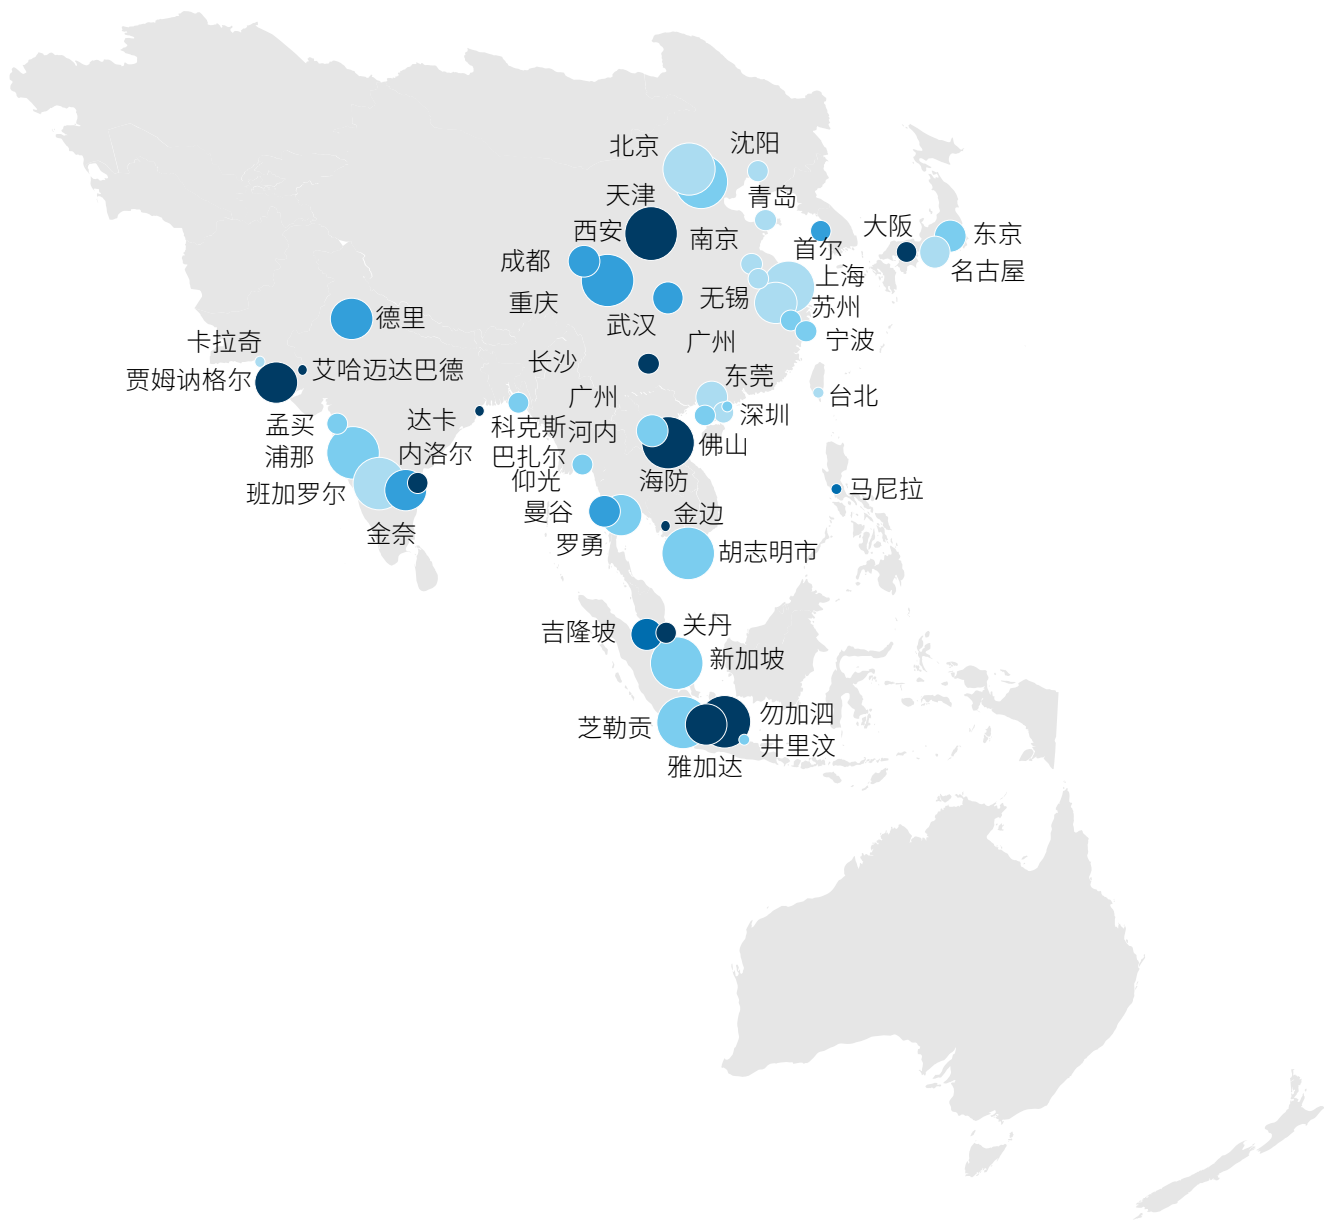 北京
沈阳
天津
青岛
西安
南京
大阪
东京
首尔
成都
名古屋
上海
重庆
无锡
苏州
德里
武汉
宁波
卡拉奇
广州
长沙
艾哈迈达巴德
贾姆讷格尔
东莞
广州
台北
达卡
深圳
孟买
科克斯
巴扎尔
河内
佛山
浦那
内洛尔
仰光
海防
马尼拉
班加罗尔
曼谷
金边
金奈
罗勇
胡志明市
吉隆坡
关丹
新加坡
芝勒贡
勿加泗
井里汶
雅加达